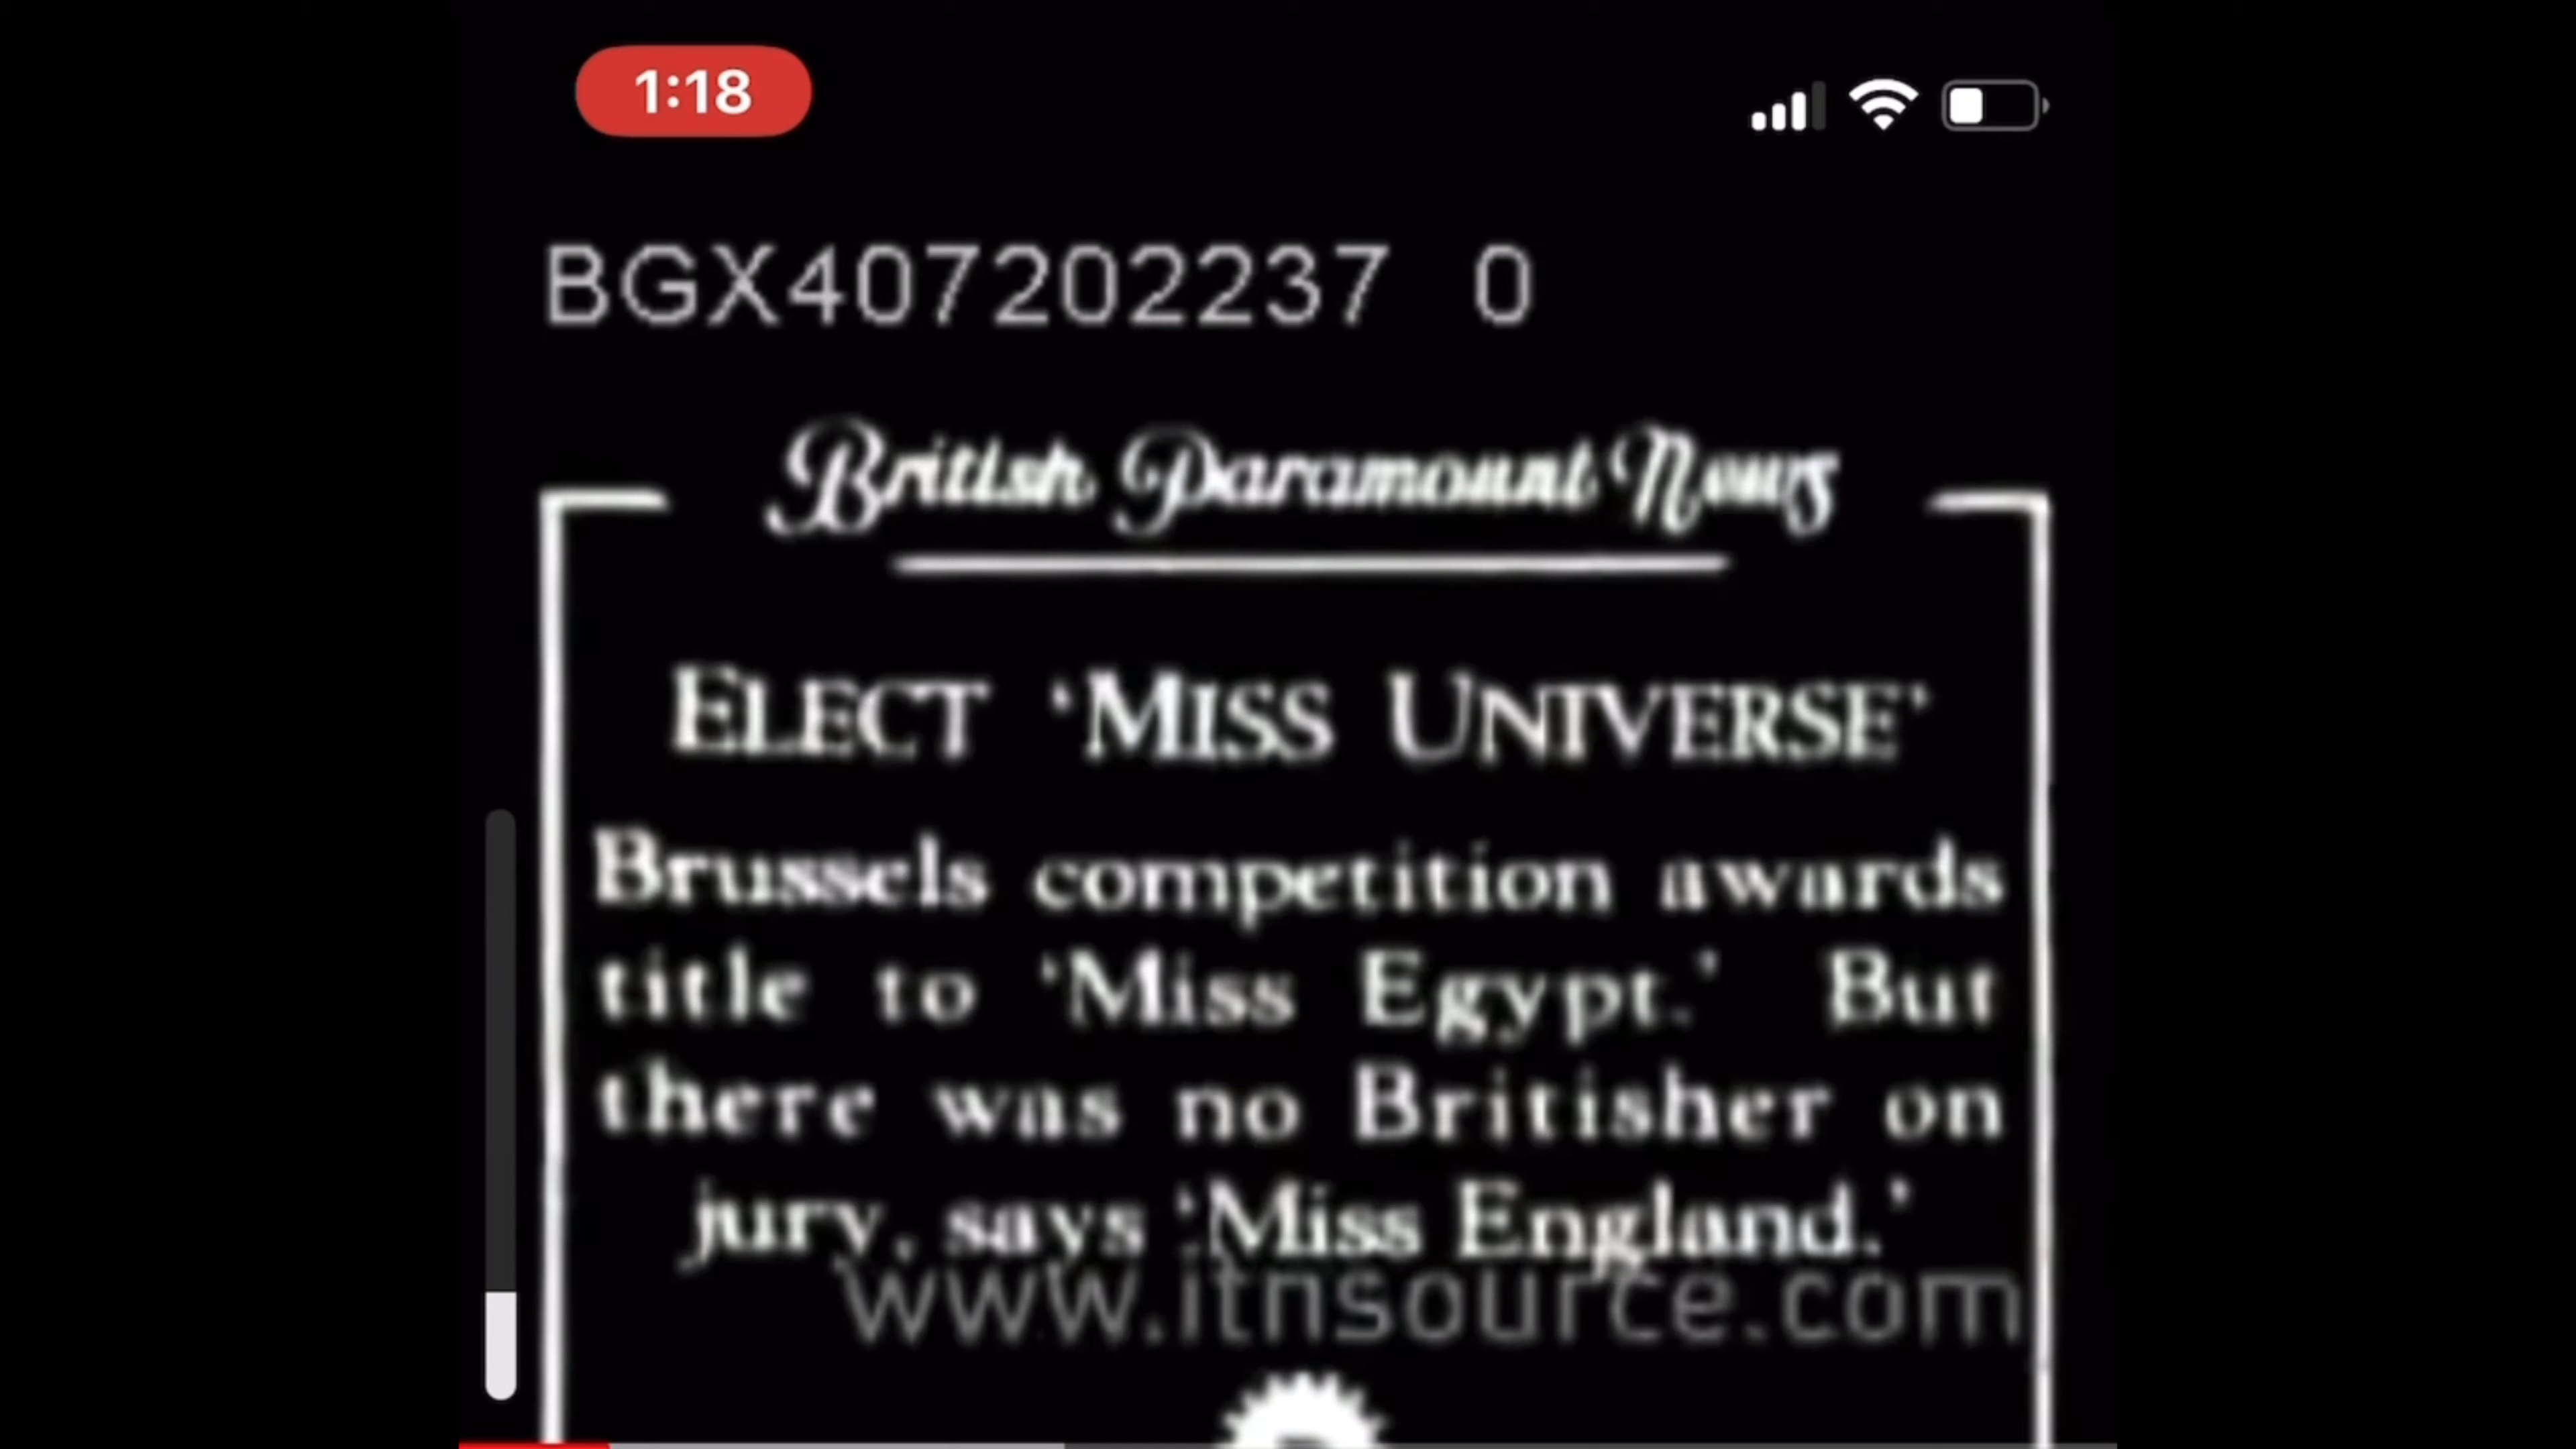 1:18
BGX407202237 0
British Paramount News
ELECT 'MISS UNIVERSE'
Brussels competition awards
title to 'Miss Egypt.' But
there was no Britisher on
jury, says 'Miss England.'
www.itnsource.com